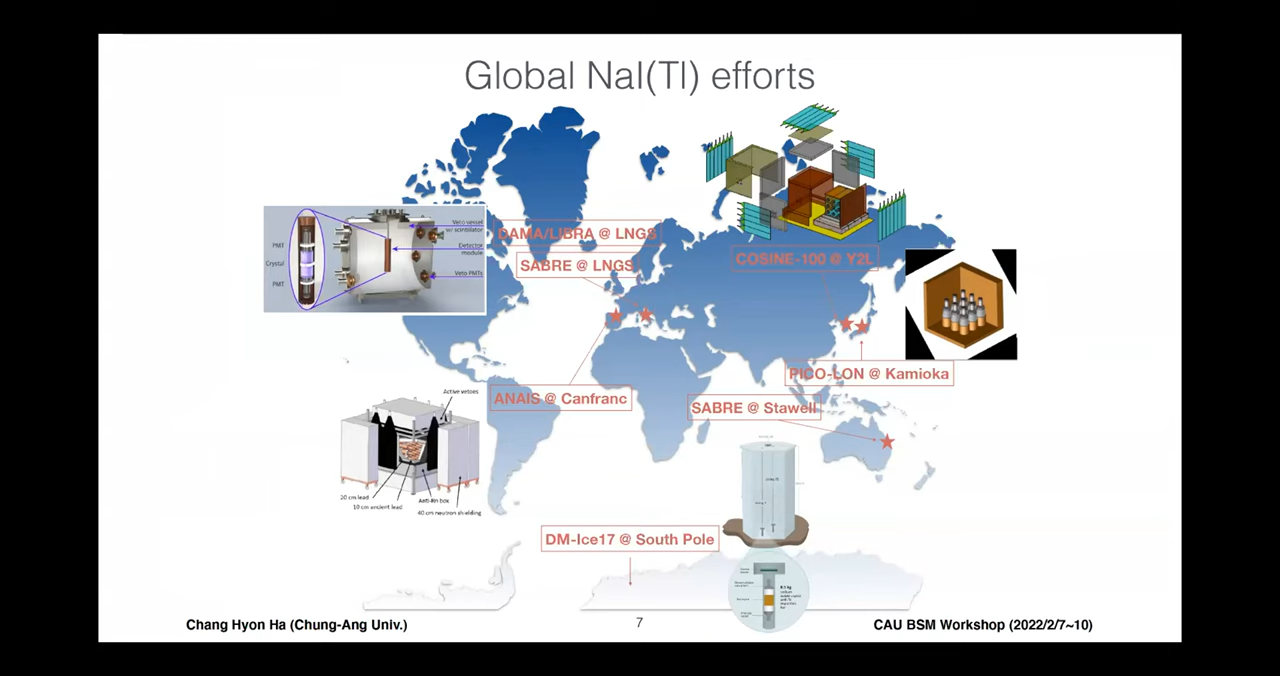 Global NaI(Tl) efforts
DAMA/LIBRA @ LNGS
SABRE @ LNGS
COSINE-100 @ Y2L
PMT
Crystal
PMT
Veto vessel
w/ scintillator
Detector
module
Veto PMTs
PICO-LON @ Kamioka
ANAIS @ Canfranc
SABRE @ Stawell
Active vetoes
20 cm lead
10 cm ancient lead
Anti-Rn box
40 cm neutron shielding
DM-Ice17 @ South Pole
Chang Hyon Ha (Chung-Ang Univ.)
7
CAU BSM Workshop (2022/2/7~10)